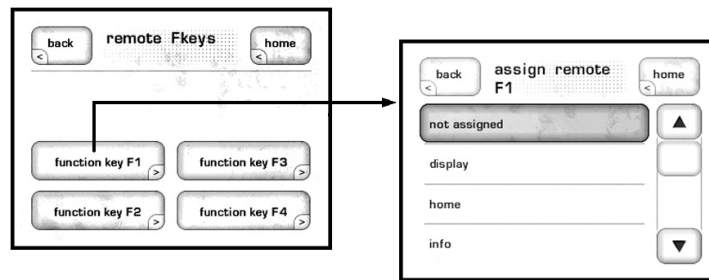 back remote Fkeys home
function key F1 function key F3
function key F2 function key F4
back assign remote home
F1
not assigned
display
home
info